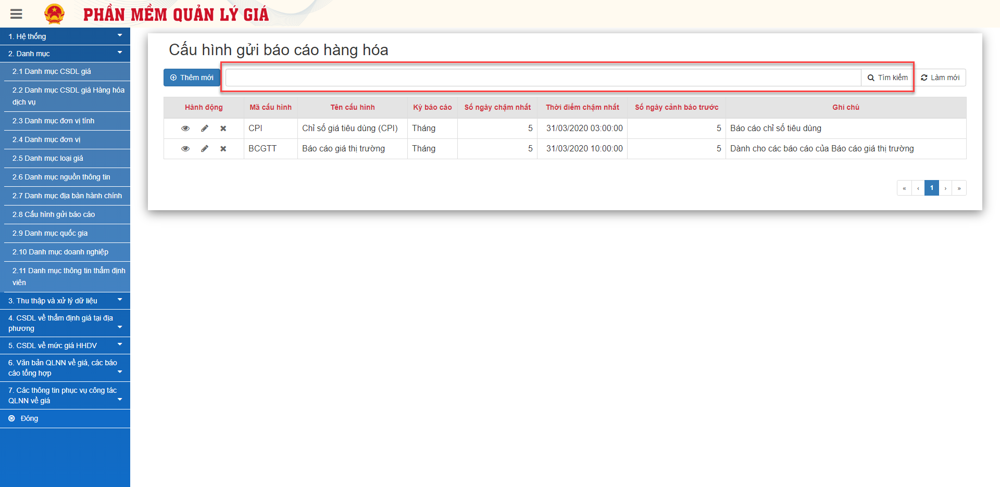 PHẦN MỀM QUẢN LÝ GIÁ
1. Hệ thống
2. Danh mục
2.1 Danh mục CSDL giá
2.2 Danh mục CSDL giá Hàng hóa
dịch vụ
2.3 Danh mục đơn vị tính
2.4 Danh mục đơn vị
2.5 Danh mục loại giá
2.6 Danh mục nguồn thông tin
2.7 Danh mục địa bàn hành chính
2.8 Cấu hình gửi báo cáo
2.9 Danh mục quốc gia
2.10 Danh mục doanh nghiệp
2.11 Danh mục thông tin thẩm định
viên
3. Thu thập và xử lý dữ liệu
4. CSDL về thẩm định giá tại địa
phương
5. CSDL về mức giá HHDV
6. Văn bản QLNN về giá, các báo
cáo tổng hợp
7. Các thông tin phục vụ công tác
QLNN về giá
Đóng
Cấu hình gửi báo cáo hàng hóa
Thêm mới Tìm kiếm Làm mới
Hành động Mã cấu hình Tên cấu hình Kỳ báo cáo Số ngày chậm nhất Thời điểm chậm nhất Số ngày cảnh báo trước Ghi chú
CPI Chỉ số giá tiêu dùng (CPI) Tháng 5 31/03/2020 03:00:00 5 Báo cáo chỉ số tiêu dùng
BCGTT Báo cáo giá thị trường Tháng 5 31/03/2020 10:00:00 5 Dành cho các báo cáo của Báo cáo giá thị trường
« ‹ 1 › »